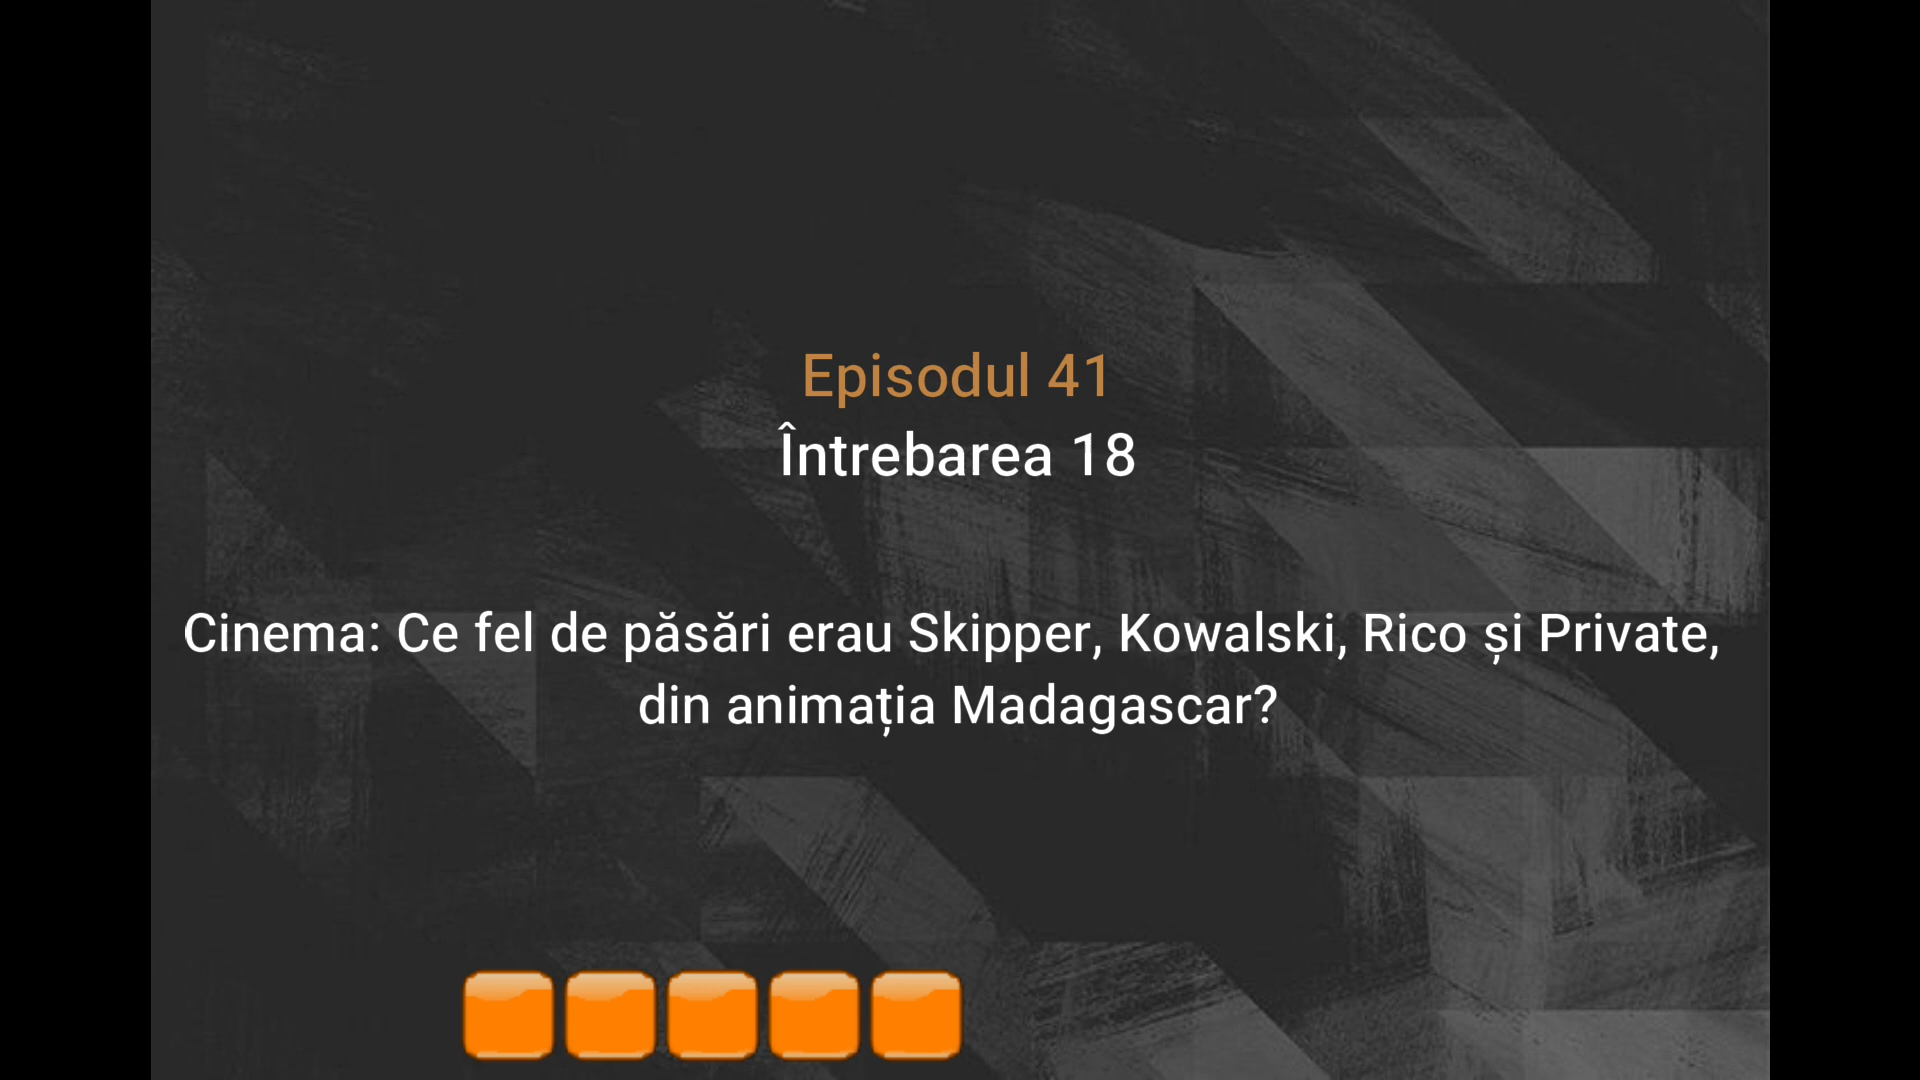 Episodul 41
Întrebarea 18
Cinema: Ce fel de păsări erau Skipper, Kowalski, Rico și Private,
din animația Madagascar?